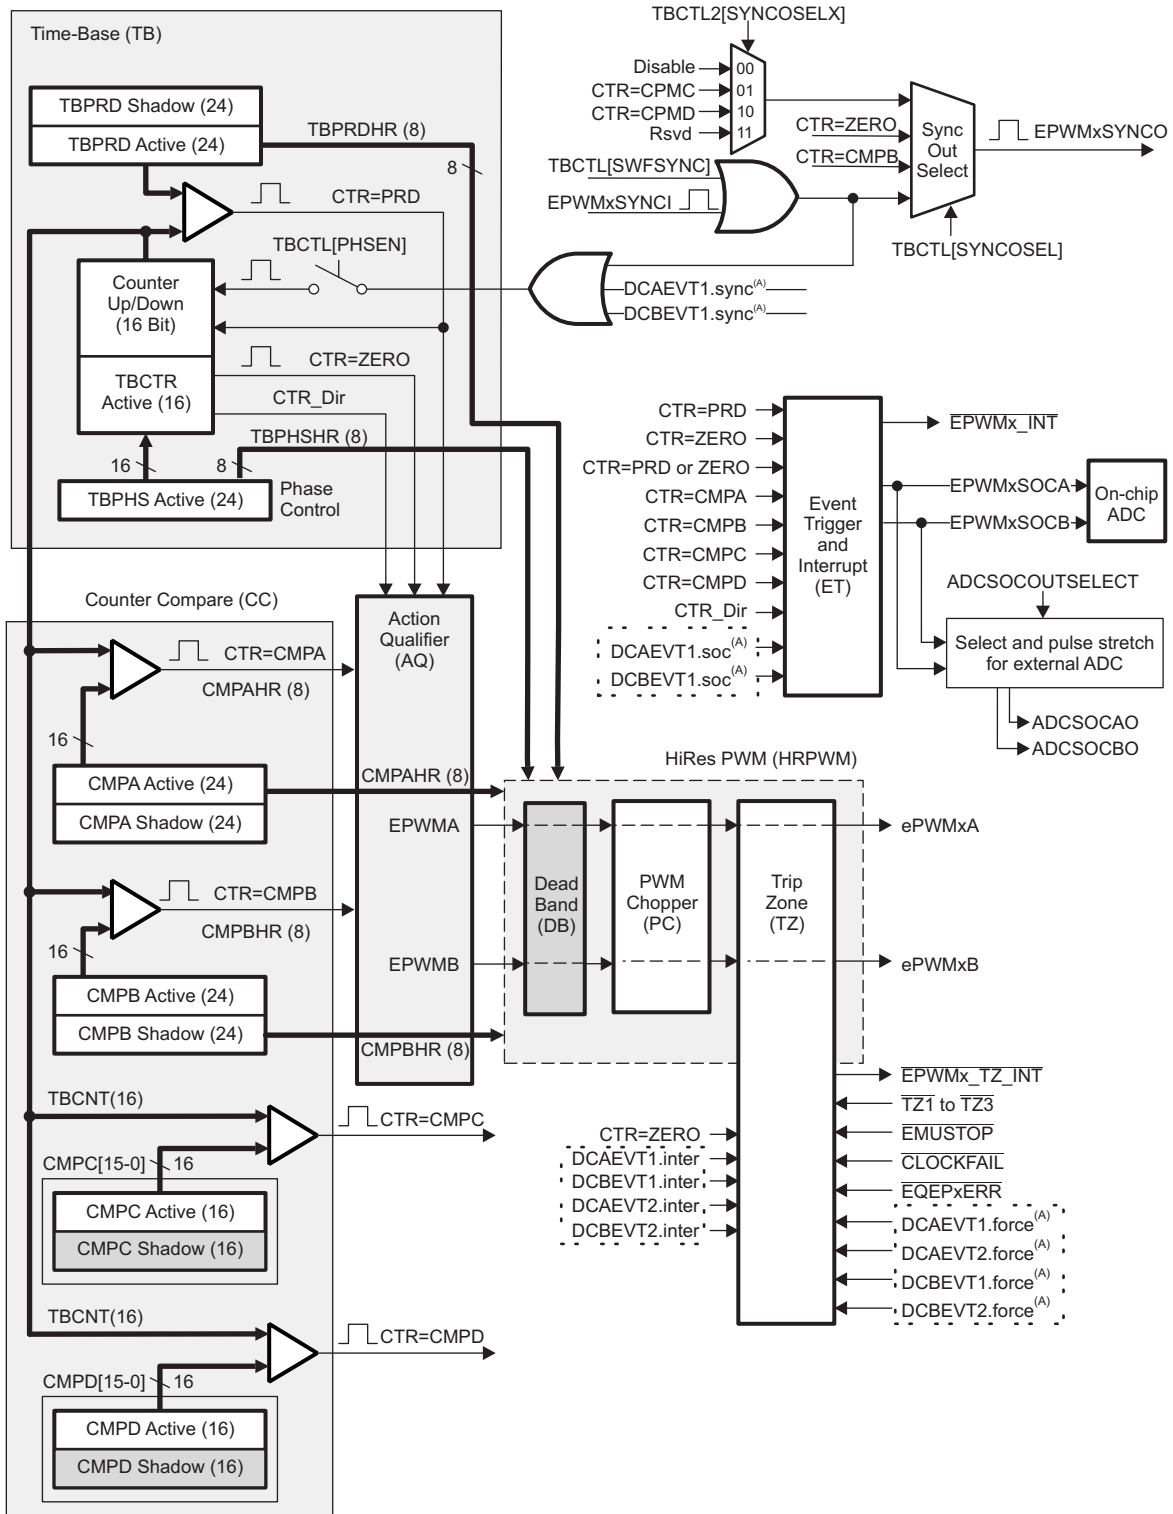 TBCTL2[SYNCOSELX]
Time-Base (TB)
Disable
00
CTR=CPMC
01
CTR=CPMD
10
Rsvd
11
TBPRD Shadow (24)
TBPRD Active (24)
TBPRDHR (8)
8
CTR=ZERO
CTR=CMPB
Sync
Out
Select
EPWMxSYNCO
TBCTL[SWFSYNC]
EPWMxSYNCI
TBCTL[SYNCOSEL]
CTR=PRD
TBCTL[PHSEN]
Counter
Up/Down
(16 Bit)
DCAEVT1.sync(A)
DCBEVT1.sync(A)
CTR=ZERO
TBCTR
Active (16)
CTR_Dir
TBPHSHR (8)
16
8
TBPHS Active (24)
Phase
Control
CTR=PRD
CTR=ZERO
CTR=PRD or ZERO
CTR=CMPA
CTR=CMPB
CTR=CMPC
CTR=CMPD
CTR_Dir
DCAEVT1.soc(A)
DCBEVT1.soc(A)
Event
Trigger
and
Interrupt
(ET)
EPWMx_INT
EPWMxSOCA
EPWMxSOCB
On-chip
ADC
ADCSOCOUTSELECT
Select and pulse stretch
for external ADC
ADCSOCAO
ADCSOCBO
Counter Compare (CC)
Action
Qualifier
(AQ)
CTR=CMPA
CMPAHR (8)
16
CMPA Active (24)
CMPA Shadow (24)
CMPAHR (8)
HiRes PWM (HRPWM)
EPWMA
ePWMxA
CTR=CMPB
CMPBHR (8)
16
Dead
Band
(DB)
PWM
Chopper
(PC)
Trip
Zone
(TZ)
EPWMB
ePWMxB
CMPB Active (24)
CMPB Shadow (24)
CMPBHR (8)
TBCNT(16)
CTR=CMPC
CMPC[15-0]
16
CMPC Active (16)
CMPC Shadow (16)
EPWMx_TZ_INT
TZ1 to TZ3
EMUSTOP
CLOCKFAIL
EQEPxERR
DCAEVT1.force(A)
DCAEVT2.force(A)
DCBEVT1.force(A)
DCBEVT2.force(A)
CTR=ZERO
DCAEVT1.inter
DCBEVT1.inter
DCAEVT2.inter
DCBEVT2.inter
TBCNT(16)
CTR=CMPD
CMPD[15-0]
16
CMPD Active (16)
CMPD Shadow (16)